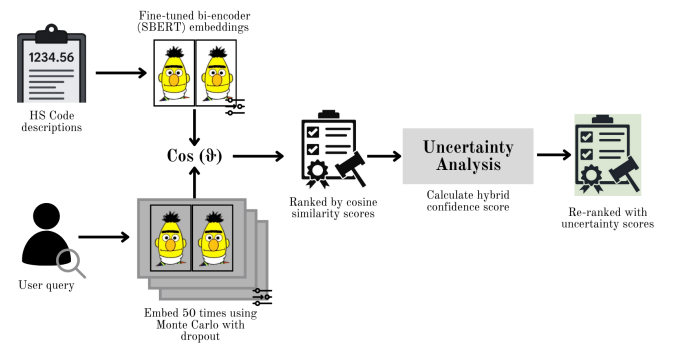 Fine-tuned bi-encoder
(SBERT) embeddings
1234.56
HS Code
descriptions
Cos (ϑ)
Ranked by cosine
similarity scores
Uncertainty
Analysis
Calculate hybrid
confidence score
Re-ranked with
uncertainty scores
User query
Embed 50 times using
Monte Carlo with
dropout